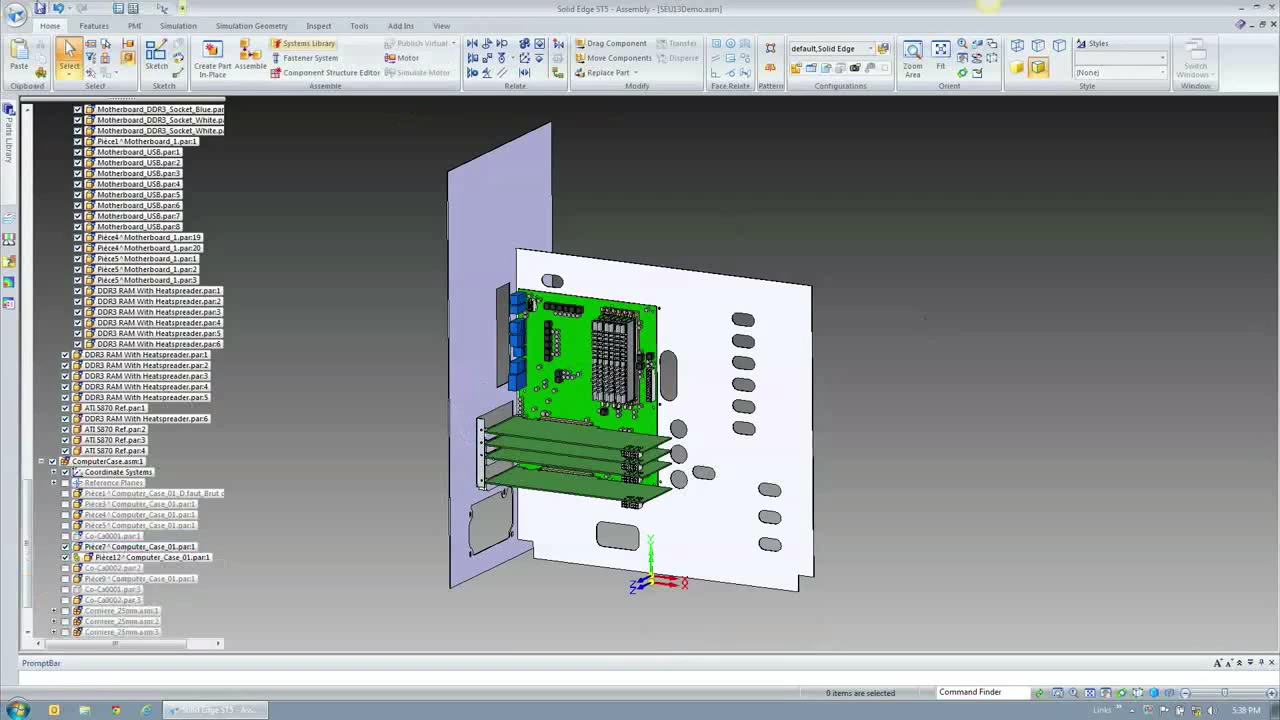 Solid Edge ST5 - Assembly - [SEU13Demo.asm]
Home Features PMI Simulation Simulation Geometry Inspect Tools Add Ins View
Paste
Select
Sketch
Create Part In-Place
Assemble
Systems Library
Fastener System
Component Structure Editor
Publish Virtual
Motor
Simulate Motor
Drag Component
Move Components
Replace Part
Transfer
Disperse
default,Solid Edge
Zoom Area
Fit
Styles
(None)
Switch Windows
Clipboard Select Sketch Assemble Relate Modify Face Relate Pattern Configurations Orient Style Window
Parts Library
Motherboard_DDR3_Socket_Blue.par
Motherboard_DDR3_Socket_White.p
Motherboard_DDR3_Socket_White.p
Pièce1^Motherboard_1.par:1
Motherboard_USB.par:1
Motherboard_USB.par:2
Motherboard_USB.par:3
Motherboard_USB.par:4
Motherboard_USB.par:5
Motherboard_USB.par:6
Motherboard_USB.par:7
Motherboard_USB.par:8
Pièce4^Motherboard_1.par:19
Pièce4^Motherboard_1.par:20
Pièce5^Motherboard_1.par:1
Pièce5^Motherboard_1.par:2
Pièce5^Motherboard_1.par:3
DDR3 RAM With Heatspreader.par:1
DDR3 RAM With Heatspreader.par:2
DDR3 RAM With Heatspreader.par:3
DDR3 RAM With Heatspreader.par:4
DDR3 RAM With Heatspreader.par:5
DDR3 RAM With Heatspreader.par:6
DDR3 RAM With Heatspreader.par:1
DDR3 RAM With Heatspreader.par:2
DDR3 RAM With Heatspreader.par:3
DDR3 RAM With Heatspreader.par:4
DDR3 RAM With Heatspreader.par:5
ATI 5870 Ref.par:1
DDR3 RAM With Heatspreader.par:6
ATI 5870 Ref.par:2
ATI 5870 Ref.par:3
ATI 5870 Ref.par:4
ComputerCase.asm:1
Coordinate Systems
Reference Planes
Pièce1^Computer_Case_01_D.faut_Brut c
Pièce3^Computer_Case_01.par:1
Pièce4^Computer_Case_01.par:1
Pièce5^Computer_Case_01.par:1
Co-Ca0001.par:1
Pièce7^Computer_Case_01.par:1
Pièce12^Computer_Case_01.par:1
Co-Ca0002.par:2
Pièce9^Computer_Case_01.par:1
Co-Ca0001.par:3
Co-Ca0002.par:3
Corniere_25mm.asm:1
Corniere_25mm.asm:2
Corniere_25mm.asm:3
Y
X
Z
PromptBar
0 items are selected
Command Finder
Solid Edge ST5 - As...
Links
5:38 PM